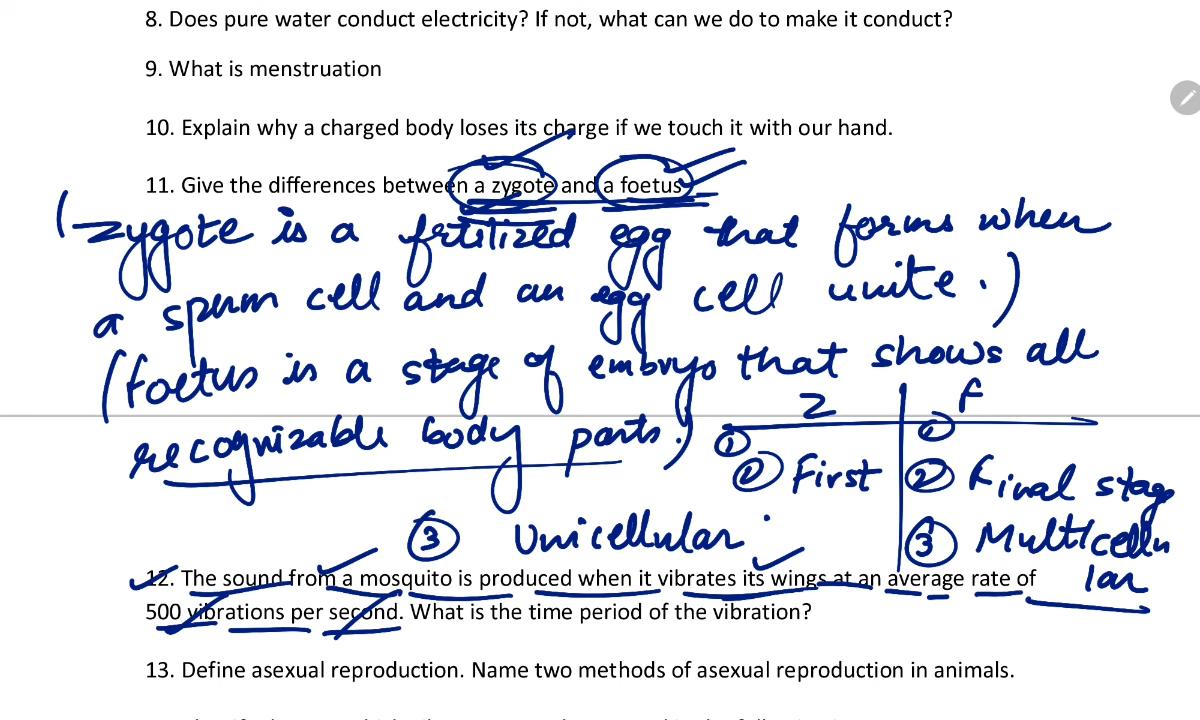 8. Does pure water conduct electricity? If not, what can we do to make it conduct?
9. What is menstruation
10. Explain why a charged body loses its charge if we touch it with our hand.
11. Give the differences between a zygote and a foetus
(zygote is a fertilized egg that forms when
a sperm cell and an egg cell unite.)
(foetus is a stage of embryo that shows all
recognizable body parts.)
Z F
① ①
② First ② Final stage
③ Unicellular ③ Multicellu
lar
12. The sound from a mosquito is produced when it vibrates its wings at an average rate of
500 vibrations per second. What is the time period of the vibration?
13. Define asexual reproduction. Name two methods of asexual reproduction in animals.